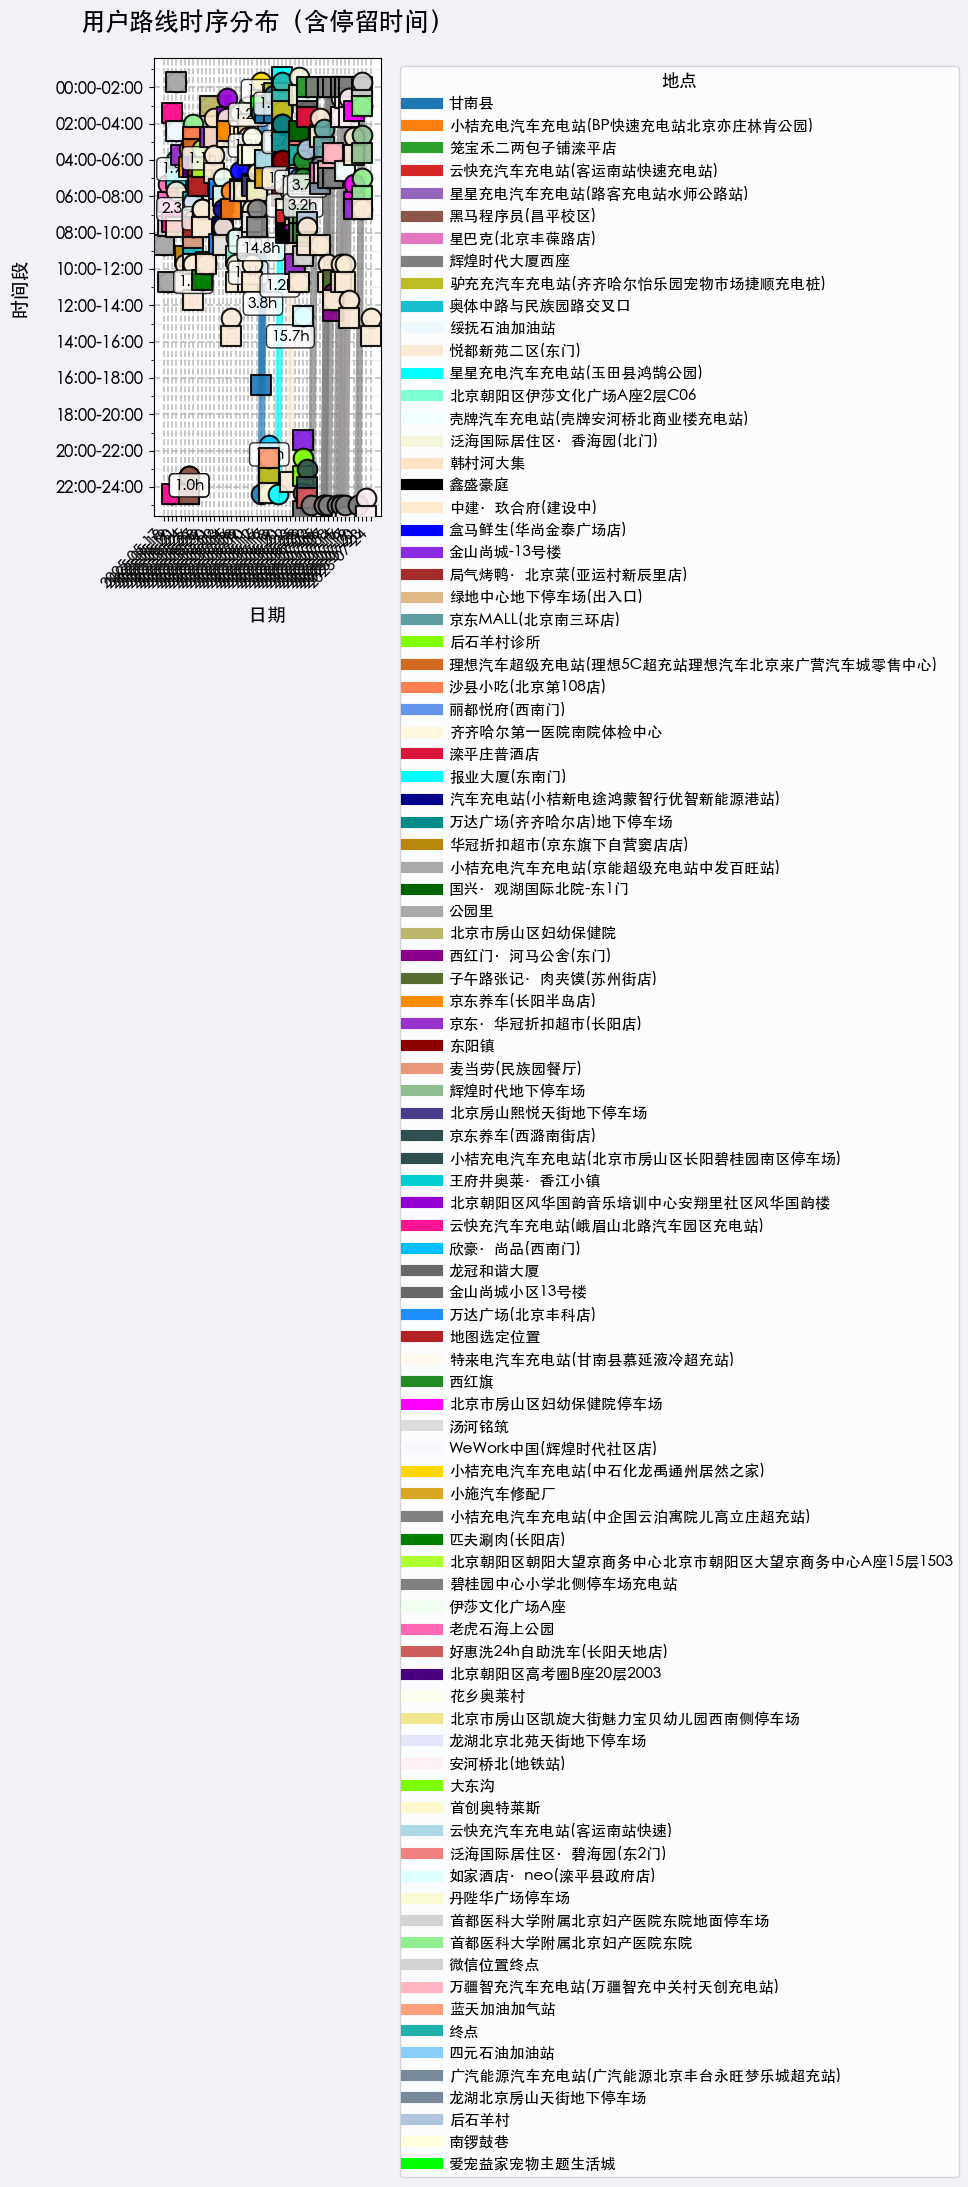 用户路线时序分布（含停留时间）
时间段
00:00-02:00
02:00-04:00
04:00-06:00
06:00-08:00
08:00-10:00
10:00-12:00
12:00-14:00
14:00-16:00
16:00-18:00
18:00-20:00
20:00-22:00
22:00-24:00
3.2h
14.8h
3.8h
15.7h
1.0h
日期
地点
甘南县
小桔充电汽车充电站(BP快速充电站北京亦庄林肯公园)
笼宝禾二两包子铺滦平店
云快充汽车充电站(客运南站快速充电站)
星星充电汽车充电站(路客充电站水师公路站)
黑马程序员(昌平校区)
星巴克(北京丰葆路店)
辉煌时代大厦西座
驴充充汽车充电站(齐齐哈尔怡乐园宠物市场捷顺充电桩)
奥体中路与民族园路交叉口
绥抚石油加油站
悦都新苑二区(东门)
星星充电汽车充电站(玉田县鸿鹄公园)
北京朝阳区伊莎文化广场A座2层C06
壳牌汽车充电站(壳牌安河桥北商业楼充电站)
泛海国际居住区·香海园(北门)
韩村河大集
鑫盛豪庭
中建·玖合府(建设中)
盒马鲜生(华尚金泰广场店)
金山尚城-13号楼
局气烤鸭·北京菜(亚运村新辰里店)
绿地中心地下停车场(出入口)
京东MALL(北京南三环店)
后石羊村诊所
理想汽车超级充电站(理想5C超充站理想汽车北京来广营汽车城零售中心)
沙县小吃(北京第108店)
丽都悦府(西南门)
齐齐哈尔第一医院南院体检中心
滦平庄普酒店
报业大厦(东南门)
汽车充电站(小桔新电途鸿蒙智行优智新能源港站)
万达广场(齐齐哈尔店)地下停车场
华冠折扣超市(京东旗下自营窦店店)
小桔充电汽车充电站(京能超级充电站中发百旺站)
国兴·观湖国际北院-东1门
公园里
北京市房山区妇幼保健院
西红门·河马公舍(东门)
子午路张记·肉夹馍(苏州街店)
京东养车(长阳半岛店)
京东·华冠折扣超市(长阳店)
东阳镇
麦当劳(民族园餐厅)
辉煌时代地下停车场
北京房山熙悦天街地下停车场
京东养车(西潞南街店)
小桔充电汽车充电站(北京市房山区长阳碧桂园南区停车场)
王府井奥莱·香江小镇
北京朝阳区风华国韵音乐培训中心安翔里社区风华国韵楼
云快充汽车充电站(峨眉山北路汽车园区充电站)
欣豪·尚品(西南门)
龙冠和谐大厦
金山尚城小区13号楼
万达广场(北京丰科店)
地图选定位置
特来电汽车充电站(甘南县慕延液冷超充站)
西红旗
北京市房山区妇幼保健院停车场
汤河铭筑
WeWork中国(辉煌时代社区店)
小桔充电汽车充电站(中石化龙禹通州居然之家)
小施汽车修配厂
小桔充电汽车充电站(中企国云泊寓院儿高立庄超充站)
匹夫涮肉(长阳店)
北京朝阳区朝阳大望京商务中心北京市朝阳区大望京商务中心A座15层1503
碧桂园中心小学北侧停车场充电站
伊莎文化广场A座
老虎石海上公园
好惠洗24h自助洗车(长阳天地店)
北京朝阳区高考圈B座20层2003
花乡奥莱村
北京市房山区凯旋大街魅力宝贝幼儿园西南侧停车场
龙湖北京北苑天街地下停车场
安河桥北(地铁站)
大东沟
首创奥特莱斯
云快充汽车充电站(客运南站快速)
泛海国际居住区·碧海园(东2门)
如家酒店·neo(滦平县政府店)
丹陛华广场停车场
首都医科大学附属北京妇产医院东院地面停车场
首都医科大学附属北京妇产医院东院
微信位置终点
万疆智充汽车充电站(万疆智充中关村天创充电站)
蓝天加油加气站
终点
四元石油加油站
广汽能源汽车充电站(广汽能源北京丰台永旺梦乐城超充站)
龙湖北京房山天街地下停车场
后石羊村
南锣鼓巷
爱宠益家宠物主题生活城